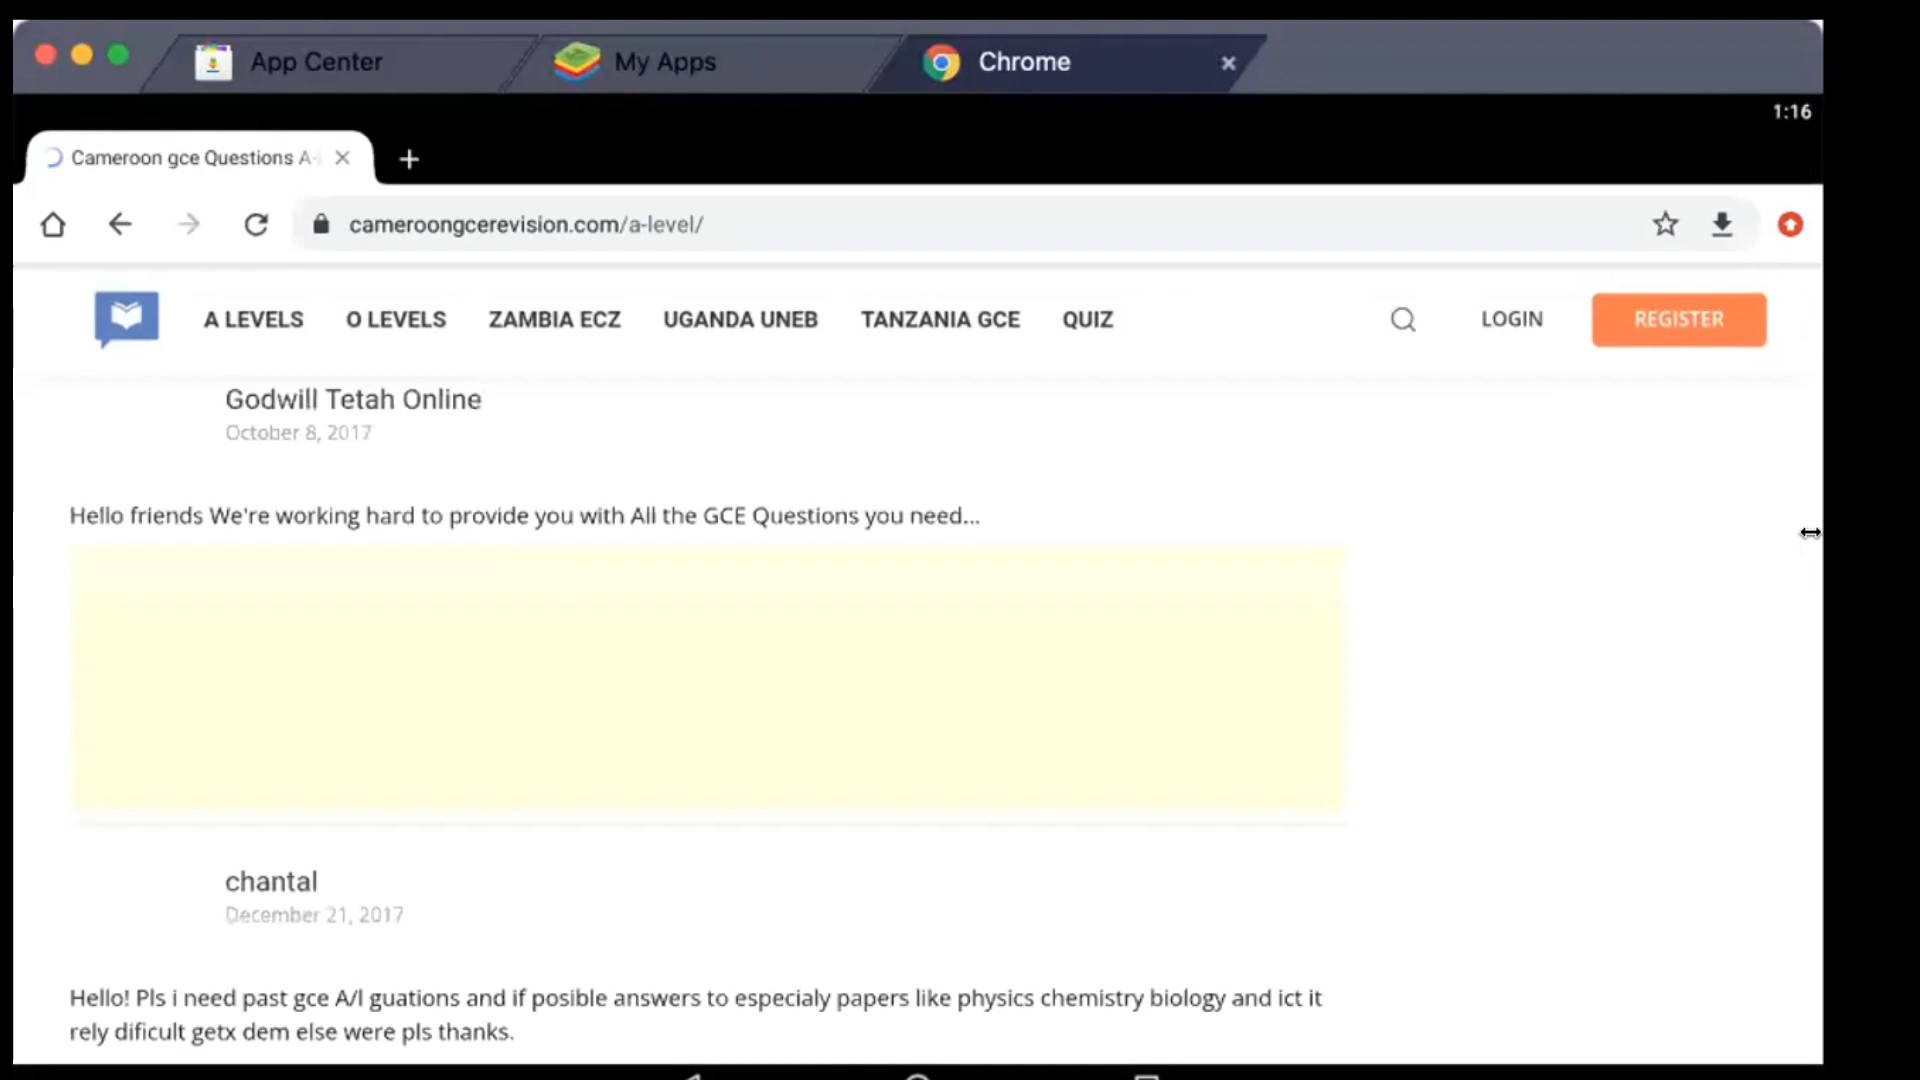 App Center
My Apps
Chrome
1:16
Cameroon gce Questions A-
cameroongcerevision.com/a-level/
A LEVELS
O LEVELS
ZAMBIA ECZ
UGANDA UNEB
TANZANIA GCE
QUIZ
LOGIN
REGISTER
Godwill Tetah Online
October 8, 2017
Hello friends We're working hard to provide you with All the GCE Questions you need...
chantal
December 21, 2017
Hello! Pls i need past gce A/l guations and if posible answers to especialy papers like physics chemistry biology and ict it
rely dificult getx dem else were pls thanks.